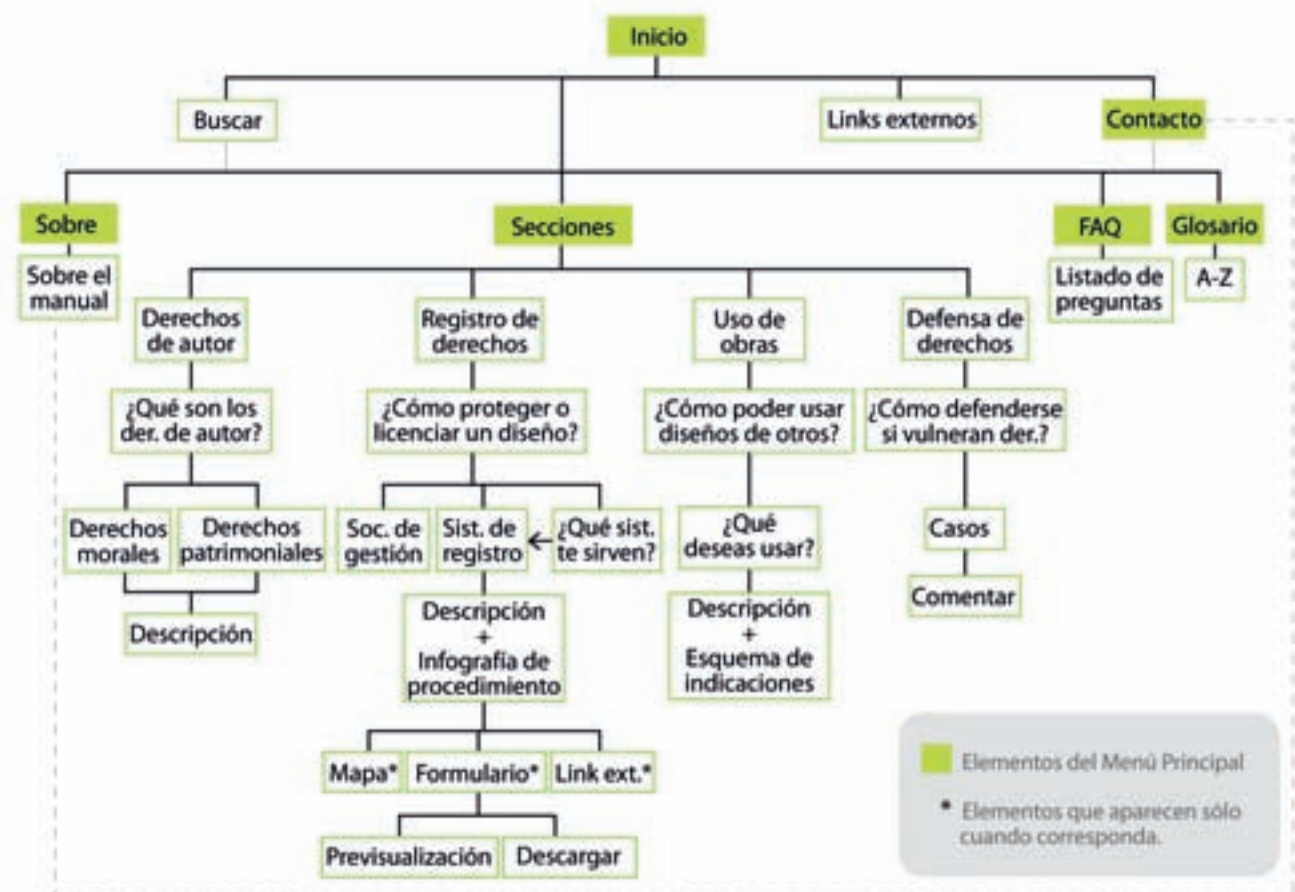 Inicio
Buscar
Links externos
Contacto
Sobre
Secciones
FAQ
Glosario
Sobre el
manual
Listado de
preguntas
A-Z
Derechos
de autor
Registro de
derechos
Uso de
obras
Defensa de
derechos
¿Qué son los
der. de autor?
¿Cómo proteger o
licenciar un diseño?
¿Cómo poder usar
diseños de otros?
¿Cómo defenderse
si vulneran der.?
Derechos
morales
Derechos
patrimoniales
Soc. de
gestión
Sist. de
registro
¿Qué sist.
te sirven?
¿Qué
deseas usar?
Casos
Comentar
Descripción
Descripción
+
Infografía de
procedimiento
Descripción
+
Esquema de
indicaciones
Mapa*
Formulario*
Link ext.*
Previsualización
Descargar
Elementos del Menú Principal
* Elementos que aparecen sólo
cuando corresponda.